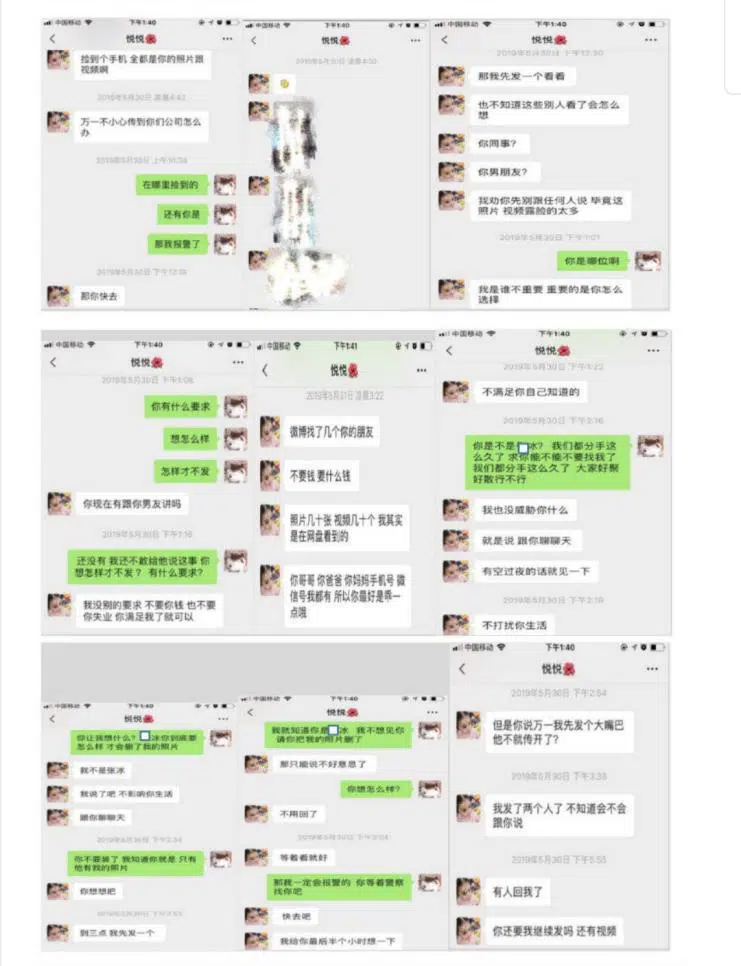 中国移动 下午1:40
悦悦
捡到个手机 全都是你的照片跟
视频啊
2019年5月30日 凌晨4:42
万一不小心传到你们公司怎么
办
2019年5月30日 上午10:38
在哪里捡到的
还有你是
那我报警了
2019年5月30日 下午12:18
那你快去
中国移动 下午1:40
悦悦
2019年5月30日 凌晨4:30
中国移动 下午1:40
悦悦
2019年5月30日 下午12:30
那我先发一个看看
也不知道这些别人看了会怎么
想
你同事?
你男朋友?
我劝你先别跟任何人说 毕竟这
照片 视频露脸的太多
2019年5月30日 下午1:01
你是哪位啊
我是谁不重要 重要的是你怎么
选择
中国移动 下午1:40
悦悦
2019年5月30日 下午1:08
你有什么要求
想怎么样
怎样才不发
你现在有跟你男友讲吗
2019年5月30日 下午1:16
还没有 我还不敢给他说这事 你
想怎样才不发? 有什么要求?
我没别的要求 不要你钱 也不要
你失业 你满足我了就可以
中国移动 下午1:41
悦悦
2019年5月31日 凌晨3:22
微博找了几个你的朋友
不要钱 要什么钱
照片几十张 视频几十个 我其实
是在网盘看到的
你哥哥 你爸爸 你妈妈手机号 微
信号我都有 所以你最好是乖一
点哦
中国移动 下午1:40
悦悦
2019年5月30日 下午1:22
不满足你自己知道的
2019年5月30日 下午2:16
你是不是 冰? 我们都分手这
么久了 求你能不能不要找我了
我们都分手这么久了 大家好聚
好散行不行
我也没威胁你什么
就是说 跟你聊聊天
有空过夜的话就见一下
2019年5月30日 下午2:19
不打扰你生活
中国移动 下午1:40
悦悦
你让我想什么? 冰你到底要
怎么样 才会删了我的照片
我不是张冰
我说了吧 不影响你生活
跟你聊聊天
2019年5月30日 下午2:34
你不要装了 我知道你就是 只有
他有我的照片
你想想把
2019年5月30日 下午2:53
到三点 我先发一个
中国移动 下午1:40
悦悦
我就知道你是 冰 我不想见你
请你把我的照片删了
那只能说不好意思了
你想怎么样?
不用回了
2019年5月30日 下午3:04
等着看就好
那我一定会报警的 你等着警察
找你吧
快去吧
我给你最后半个小时想一下
中国移动 下午1:40
悦悦
2019年5月30日 下午2:54
但是你说万一我先发个大嘴巴
他不就传开了?
2019年5月30日 下午3:33
我发了两个人了 不知道会不会
跟你说
2019年5月30日 下午5:55
有人回我了
你还要我继续发吗 还有视频